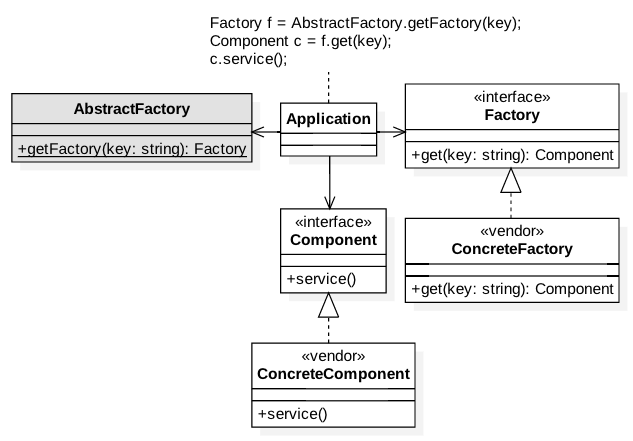 Factory f = AbstractFactory.getFactory(key);
Component c = f.get(key);
c.service();
AbstractFactory
+getFactory(key: string): Factory
Application
«interface»
Factory
+get(key: string): Component
«interface»
Component
+service()
«vendor»
ConcreteFactory
+get(key: string): Component
«vendor»
ConcreteComponent
+service()